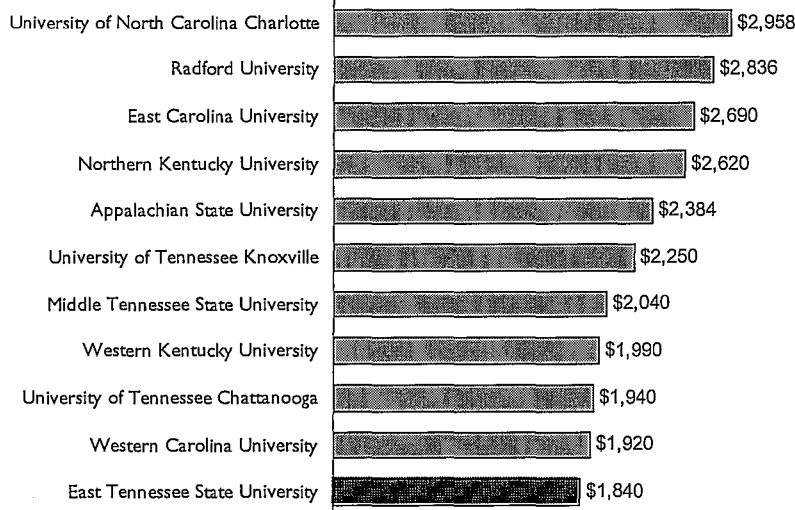 University of North Carolina Charlotte $2,958
Radford University $2,836
East Carolina University $2,690
Northern Kentucky University $2,620
Appalachian State University $2,384
University of Tennessee Knoxville $2,250
Middle Tennessee State University $2,040
Western Kentucky University $1,990
University of Tennessee Chattanooga $1,940
Western Carolina University $1,920
East Tennessee State University $1,840